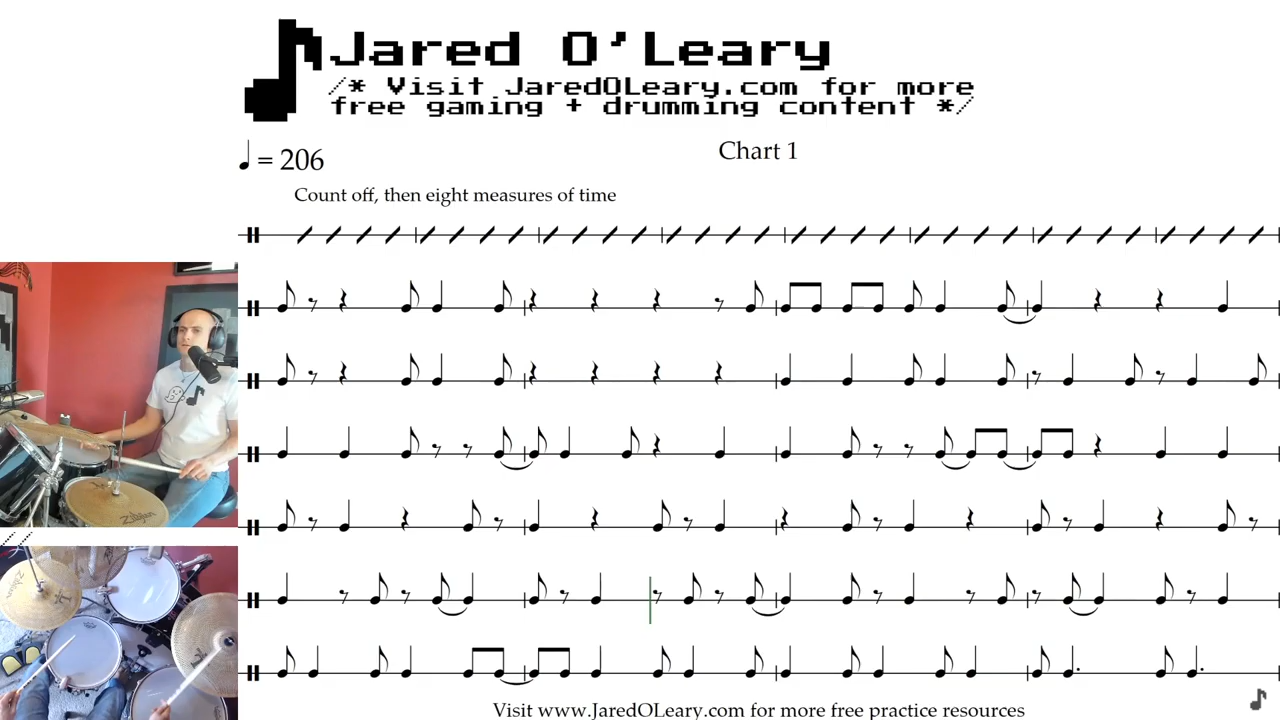 Jared O'Leary
/* Visit JaredOLeary.com for more
free gaming + drumming content */
Chart 1
= 206
Count off, then eight measures of time
Zildjian
Visit www.JaredOLeary.com for more free practice resources